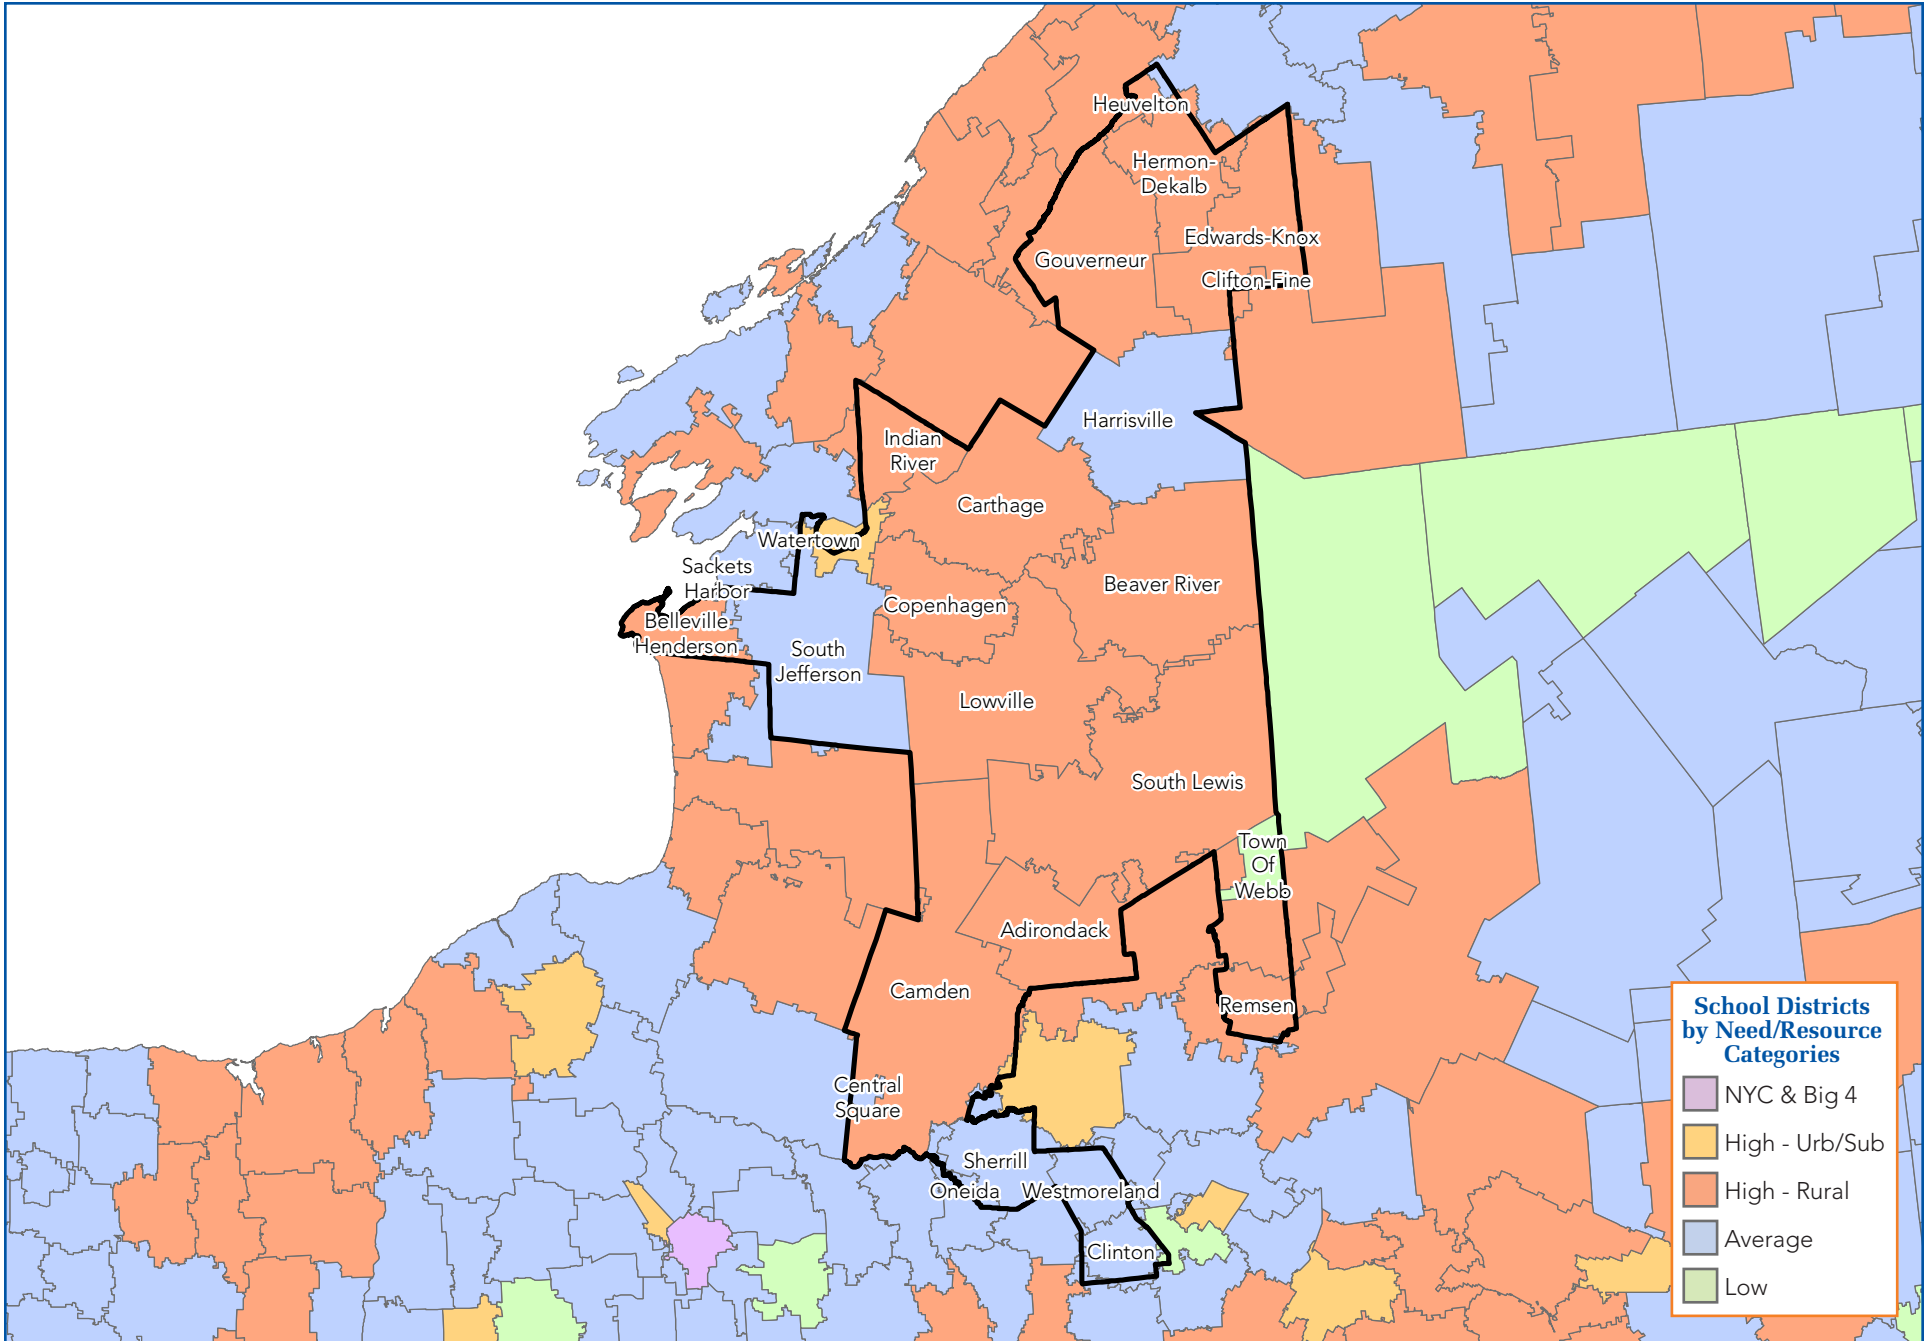 Heuvelton
Hermon-
Dekalb
Edwards-Knox
Gouverneur
Clifton-Fine
Harrisville
Indian
River
Carthage
Watertown
Sackets
Harbor
Beaver River
Copenhagen
Belleville
Henderson
South
Jefferson
Lowville
South Lewis
Town
Of
Webb
Adirondack
Camden
Remsen
Central
Square
Sherrill
Oneida
Westmoreland
Clinton
School Districts
by Need/Resource
Categories
NYC & Big 4
High - Urb/Sub
High - Rural
Average
Low